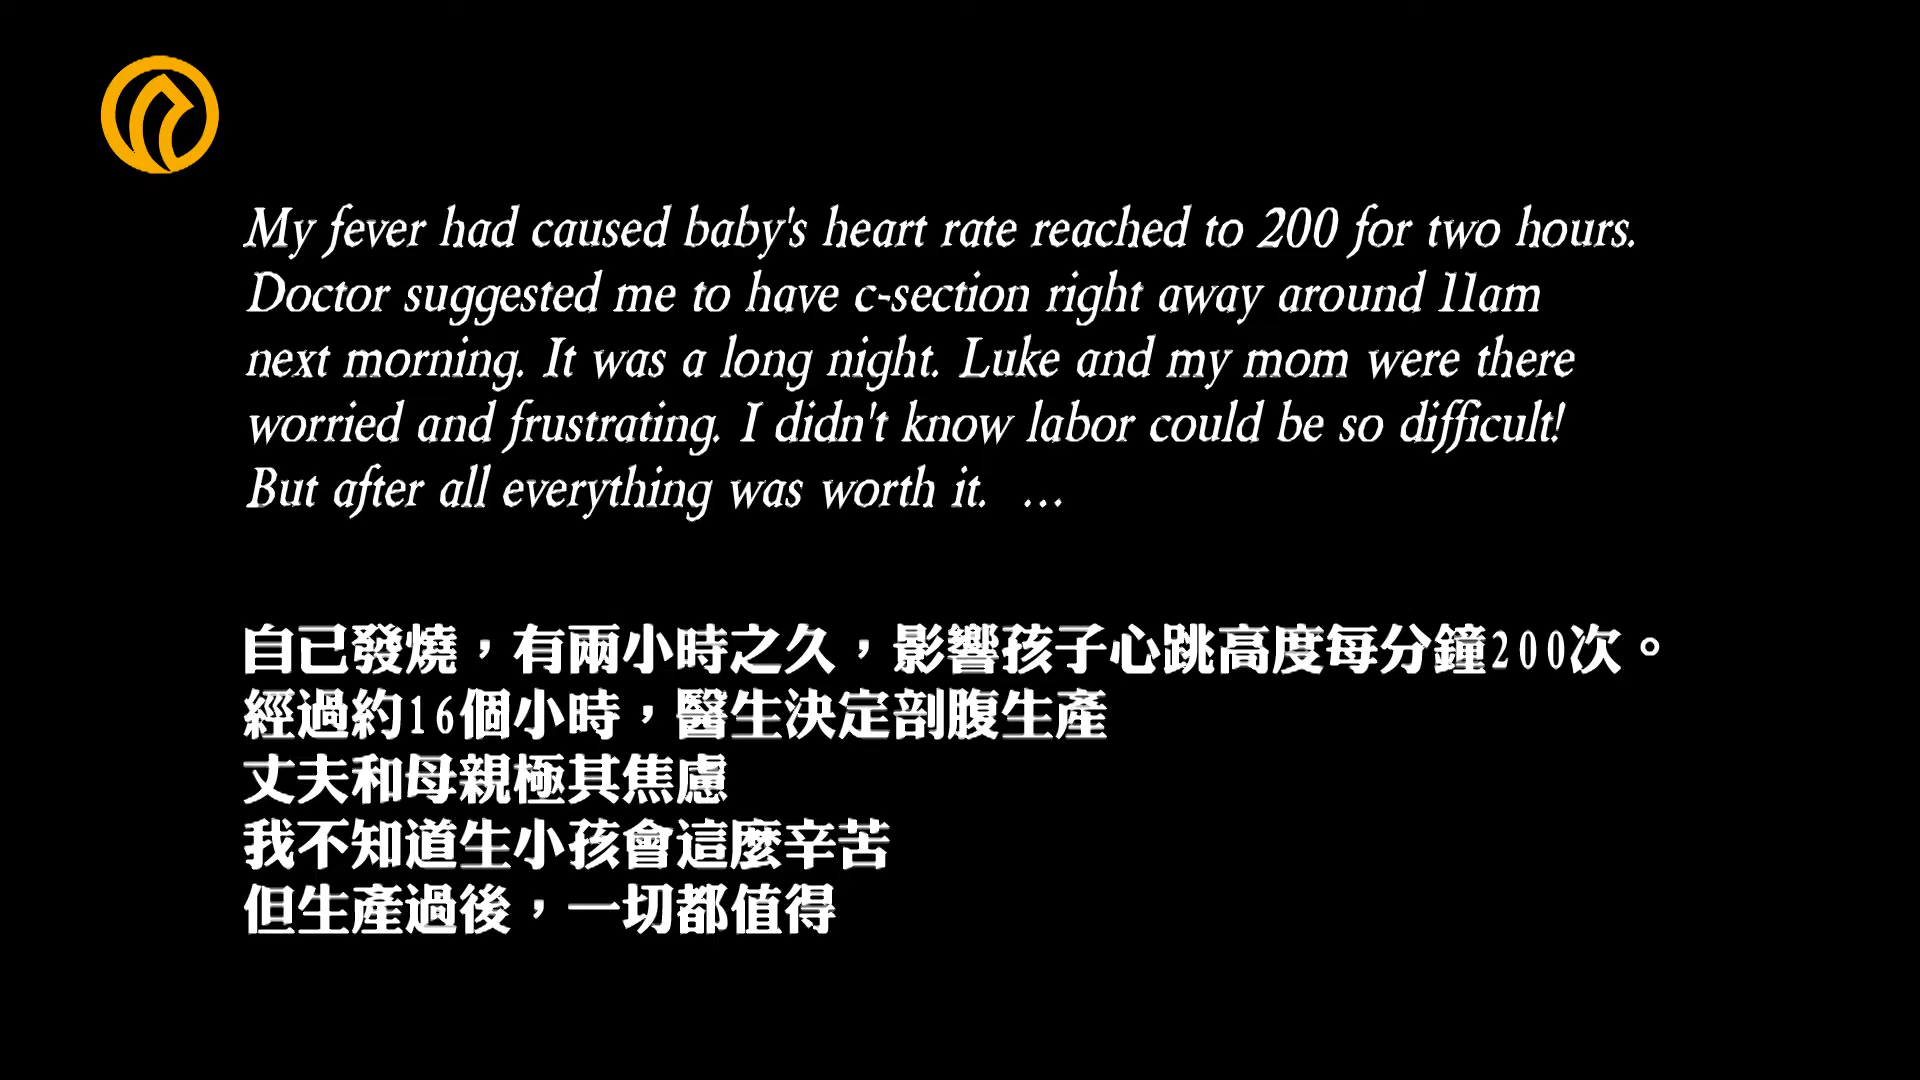 My fever had caused baby's heart rate reached to 200 for two hours.
Doctor suggested me to have c-section right away around 11am
next morning. It was a long night. Luke and my mom were there
worried and frustrating. I didn't know labor could be so difficult!
But after all everything was worth it.  ...
自已發燒，有兩小時之久，影響孩子心跳高度每分鐘200次。
經過約16個小時，醫生決定剖腹生產
丈夫和母親極其焦慮
我不知道生小孩會這麼辛苦
但生產過後，一切都值得